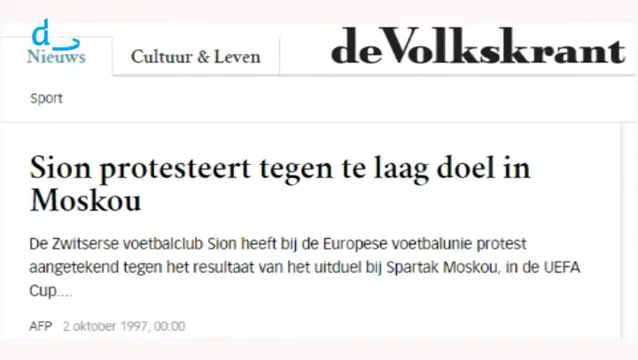 d
Nieuws
Cultuur & Leven
de Volkskrant
Sport
Sion protesteert tegen te laag doel in
Moskou
De Zwitserse voetbalclub Sion heeft bij de Europese voetbalunie protest
aangetekend tegen het resultaat van het uitduel bij Spartak Moskou, in de UEFA
Cup....
AFP 2 oktober 1997, 00:00